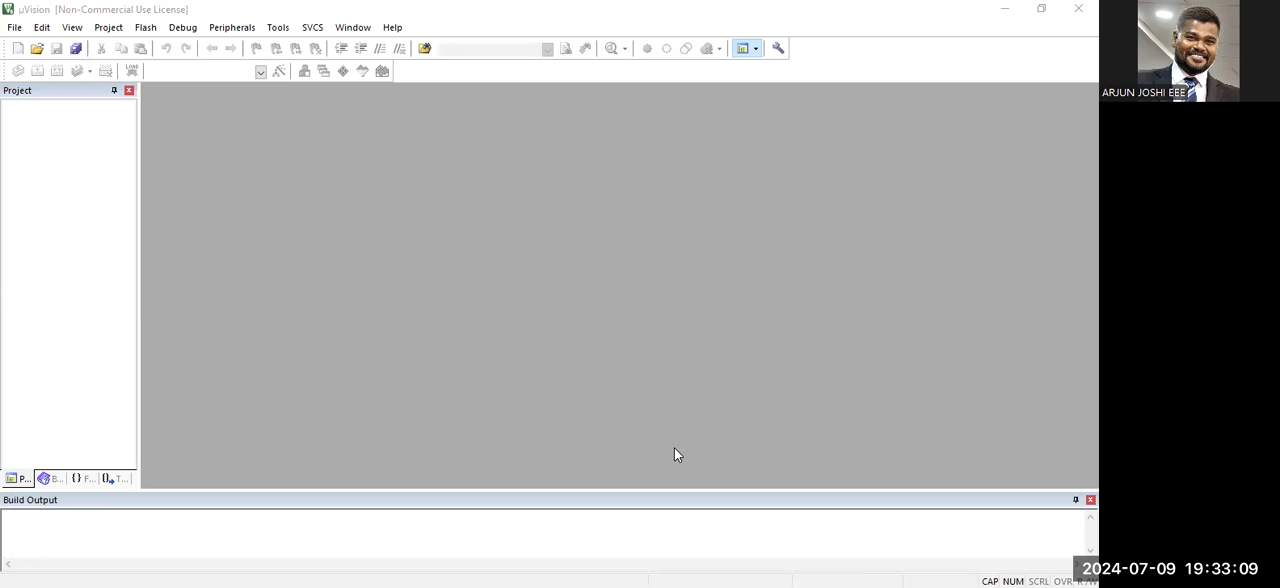 µVision [Non-Commercial Use License]
File Edit View Project Flash Debug Peripherals Tools SVCS Window Help
LOAD
Project
P... B... {} F... T...
Build Output
ARJUN JOSHI EEE
2024-07-09 19:33:09
CAP NUM SCRL OVR R/W